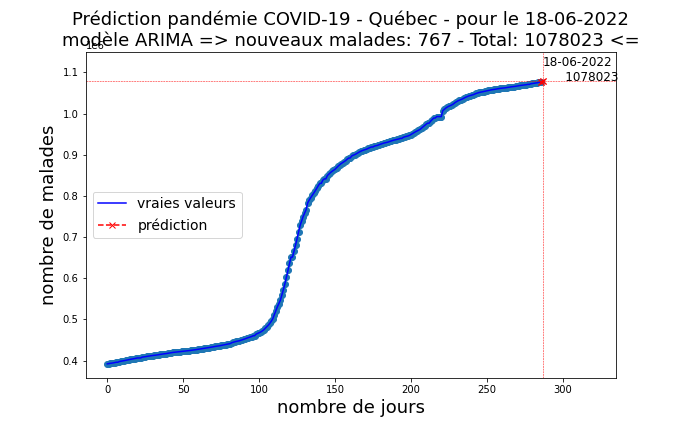 Prédiction pandémie COVID-19 - Québec - pour le 18-06-2022
modèle ARIMA => nouveaux malades: 767 - Total: 1078023 <=
1e6
18-06-2022
1078023
1.1
1.0
0.9
0.8
0.7
0.6
0.5
0.4
nombre de malades
vraies valeurs
prédiction
0 50 100 150 200 250 300
nombre de jours